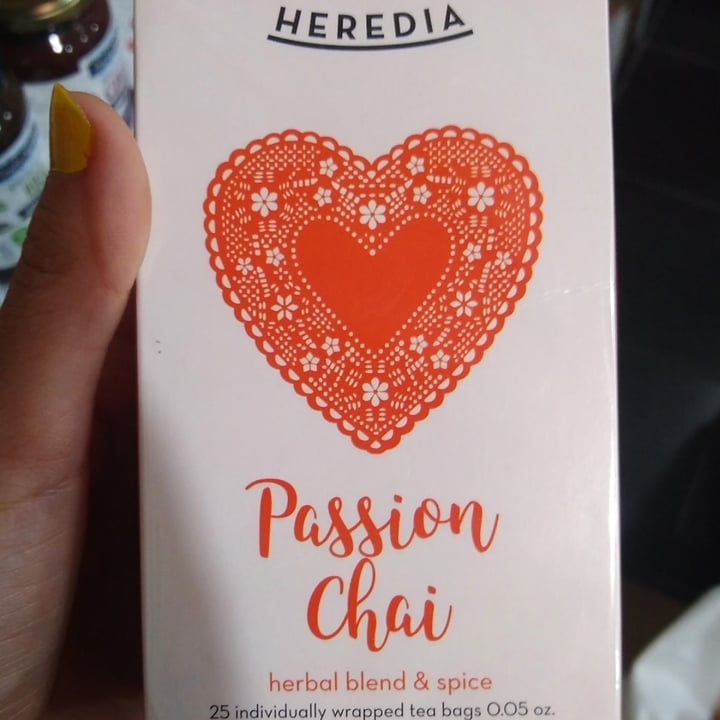 HEREDIA
Passion
Chai
herbal blend & spice
25 individually wrapped tea bags 0.05 oz.